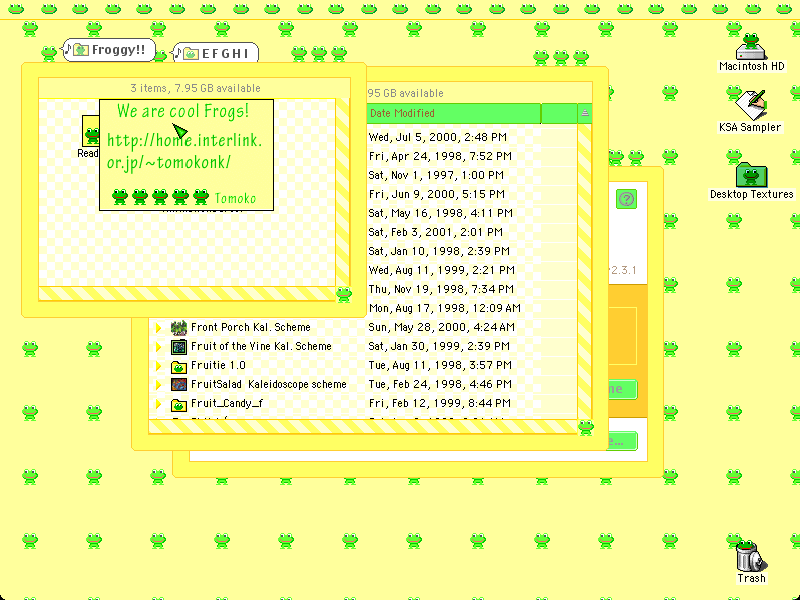 ♪ Froggy!!
♪ E F G H I
Macintosh HD
3 items, 7.95 GB available
.95 GB available
We are cool Frogs!
http://home.interlink.
or.jp/~tomokonk/
Tomoko
Read
Date Modified
KSA Sampler
Wed, Jul 5, 2000, 2:48 PM
Fri, Apr 24, 1998, 7:52 PM
Sat, Nov 1, 1997, 1:00 PM
Fri, Jun 9, 2000, 5:15 PM
Desktop Textures
Sat, May 16, 1998, 4:11 PM
Sat, Feb 3, 2001, 2:01 PM
Sat, Jan 10, 1998, 2:39 PM
Wed, Aug 11, 1999, 2:21 PM
v2.3.1
Thu, Nov 19, 1998, 7:34 PM
Mon, Aug 17, 1998, 12:09 AM
Front Porch Kal. Scheme Sun, May 28, 2000, 4:24 AM
Fruit of the Vine Kal. Scheme Sat, Jan 30, 1999, 2:39 PM
Fruitie 1.0 Tue, Aug 11, 1998, 3:57 PM
FruitSalad Kaleidoscope scheme Tue, Feb 24, 1998, 4:46 PM
Fruit_Candy_f Fri, Feb 12, 1999, 8:44 PM
Trash